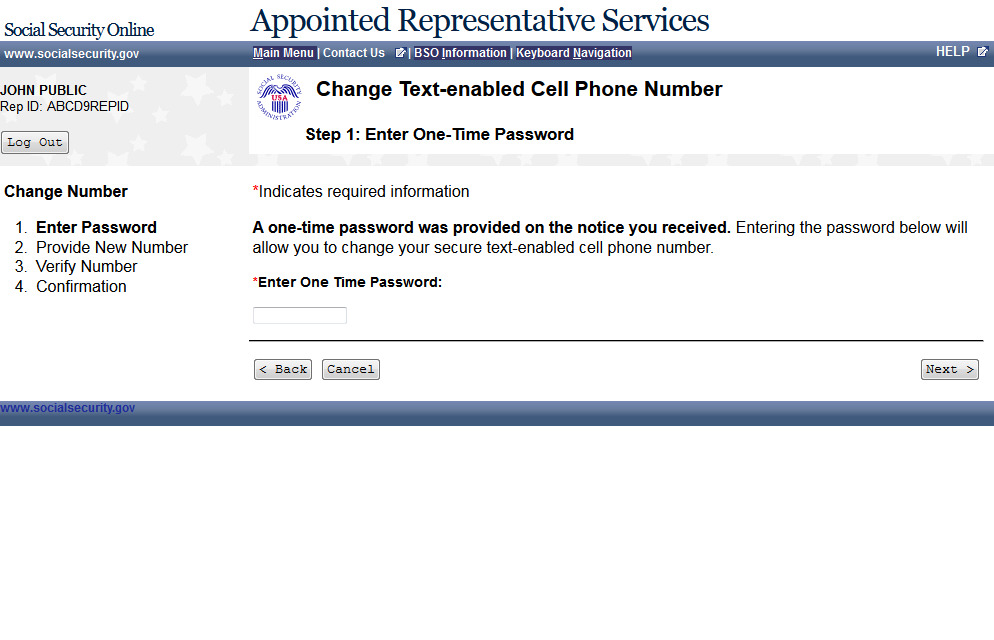 Social Security Online
Appointed Representative Services
www.socialsecurity.gov
Main Menu | Contact Us | BSO Information | Keyboard Navigation
HELP
JOHN PUBLIC
Rep ID: ABCD9REPID
Log Out
SOCIAL SECURITY ADMINISTRATION
USA
Change Text-enabled Cell Phone Number
Step 1: Enter One-Time Password
Change Number
1. Enter Password
2. Provide New Number
3. Verify Number
4. Confirmation
*Indicates required information
A one-time password was provided on the notice you received. Entering the password below will
allow you to change your secure text-enabled cell phone number.
*Enter One Time Password:
< Back
Cancel
Next >
www.socialsecurity.gov